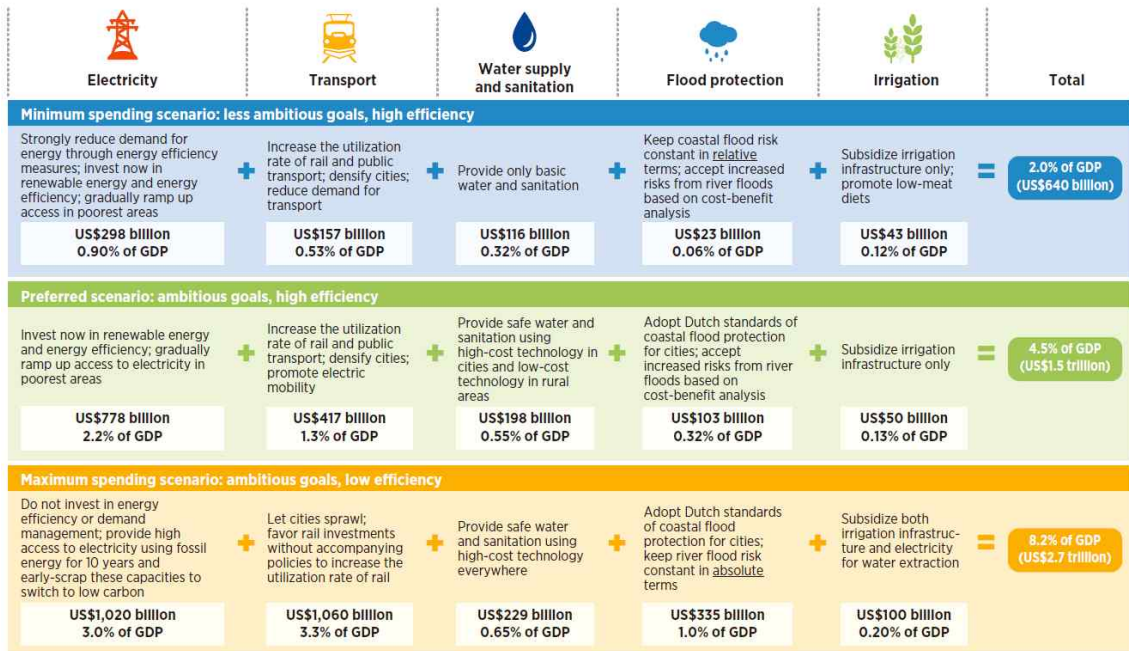 Electricity
Transport
Water supply
and sanitation
Flood protection
Irrigation
Total
Minimum spending scenario: less ambitious goals, high efficiency
Strongly reduce demand for
energy through energy efficiency
measures; invest now in
renewable energy and energy
efficiency; gradually ramp up
access in poorest areas
US$298 billion
0.90% of GDP
Increase the utilization
rate of rail and public
transport; densify cities;
reduce demand for
transport
US$157 billion
0.53% of GDP
Provide only basic
water and sanitation
US$116 billion
0.32% of GDP
Keep coastal flood risk
constant in relative
terms; accept increased
risks from river floods
based on cost-benefit
analysis
US$23 billion
0.06% of GDP
Subsidize irrigation
infrastructure only;
promote low-meat
diets
US$43 billion
0.12% of GDP
2.0% of GDP
(US$640 billion)
Preferred scenario: ambitious goals, high efficiency
Invest now in renewable energy
and energy efficiency; gradually
ramp up access to electricity in
poorest areas
US$778 billion
2.2% of GDP
Increase the utilization
rate of rail and public
transport; densify cities;
promote electric
mobility
US$417 billion
1.3% of GDP
Provide safe water and
sanitation using
high-cost technology in
cities and low-cost
technology in rural
areas
US$198 billion
0.55% of GDP
Adopt Dutch standards of
coastal flood protection
for cities; accept
increased risks from river
floods based on
cost-benefit analysis
US$103 billion
0.32% of GDP
Subsidize irrigation
infrastructure only
US$50 billion
0.13% of GDP
4.5% of GDP
(US$1.5 trillion)
Maximum spending scenario: ambitious goals, low efficiency
Do not invest in energy
efficiency or demand
management; provide high
access to electricity using fossil
energy for 10 years and
early-scrap these capacities to
switch to low carbon
US$1,020 billion
3.0% of GDP
Let cities sprawl;
favor rail investments
without accompanying
policies to increase the
utilization rate of rail
US$1,060 billion
3.3% of GDP
Provide safe water
and sanitation using
high-cost technology
everywhere
US$229 billion
0.65% of GDP
Adopt Dutch standards
of coastal flood
protection for cities;
keep river flood risk
constant in absolute
terms
US$335 billion
1.0% of GDP
Subsidize both
irrigation infrastruc-
ture and electricity
for water extraction
US$100 billion
0.20% of GDP
8.2% of GDP
(US$2.7 trillion)